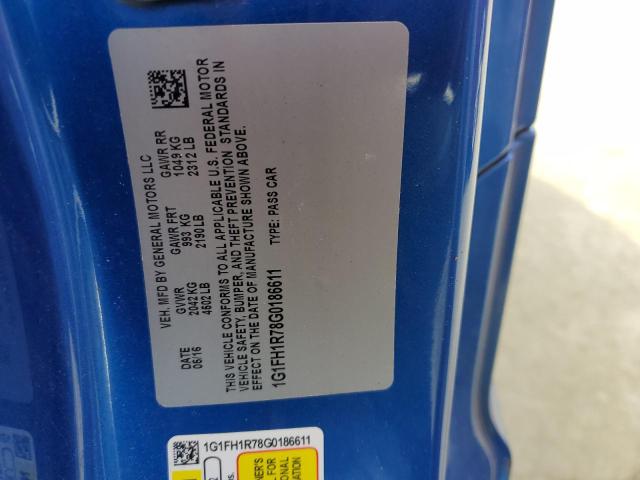 VEH. MFD BY GENERAL MOTORS LLC
DATE GVWR GAWR FRT GAWR RR
06/16 2042 KG 993 KG 1049 KG
4502 LB 2190 LB 2312 LB
THIS VEHICLE CONFORMS TO ALL APPLICABLE U.S. FEDERAL MOTOR
VEHICLE SAFETY, BUMPER, AND THEFT PREVENTION STANDARDS IN
EFFECT ON THE DATE OF MANUFACTURE SHOWN ABOVE.
1G1FH1R78G0186611 TYPE: PASS CAR
1G1FH1R78G0186611